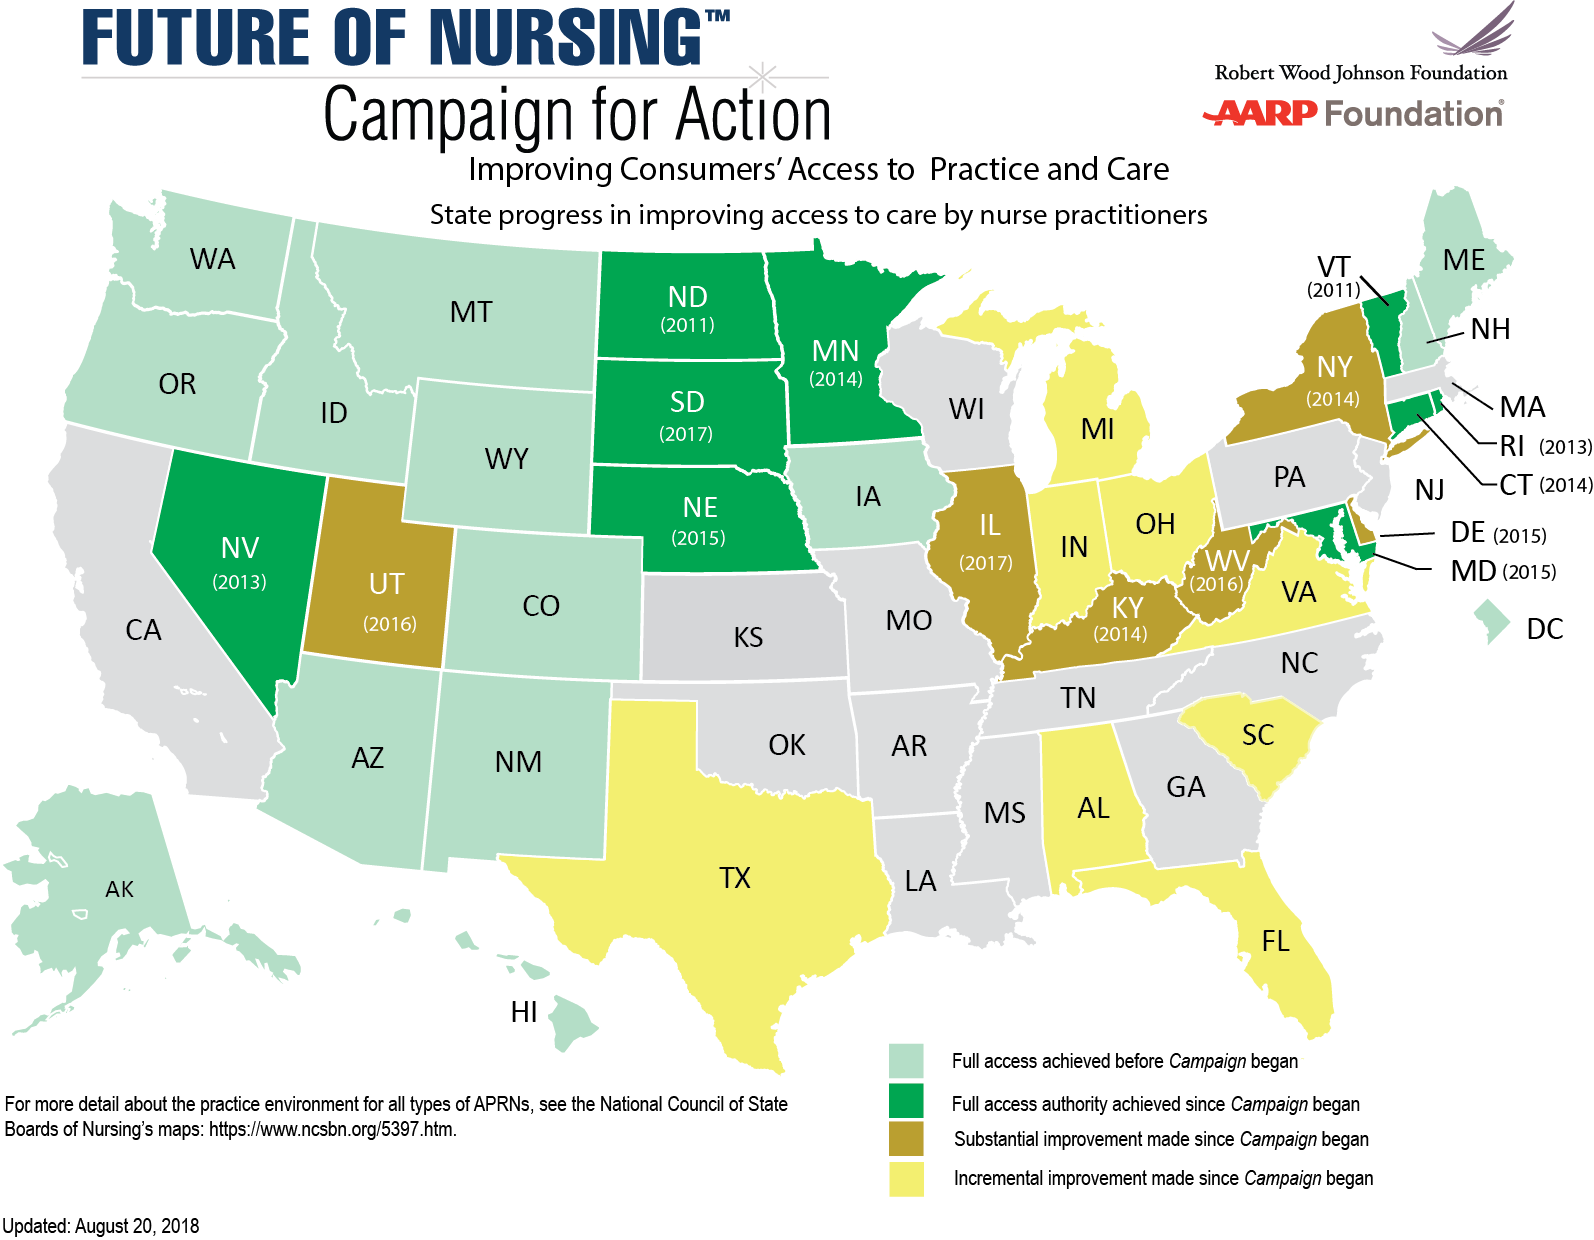 FUTURE OF NURSING™
Campaign for Action
Robert Wood Johnson Foundation
AARP Foundation®
Improving Consumers' Access to Practice and Care
State progress in improving access to care by nurse practitioners
WA
OR
ID
MT
WY
ND
(2011)
SD
(2017)
NE
(2015)
MN
(2014)
WI
MI
IA
NV
(2013)
UT
(2016)
CO
CA
KS
MO
IL
(2017)
IN
OH
KY
(2014)
WV
(2016)
VA
PA
NY
(2014)
VT
(2011)
ME
NH
MA
RI (2013)
CT (2014)
NJ
DE (2015)
MD (2015)
DC
NC
TN
SC
AZ
NM
OK
AR
TX
LA
MS
AL
GA
FL
AK
HI
Full access achieved before Campaign began
Full access authority achieved since Campaign began
Substantial improvement made since Campaign began
Incremental improvement made since Campaign began
For more detail about the practice environment for all types of APRNs, see the National Council of State
Boards of Nursing's maps: https://www.ncsbn.org/5397.htm.
Updated: August 20, 2018